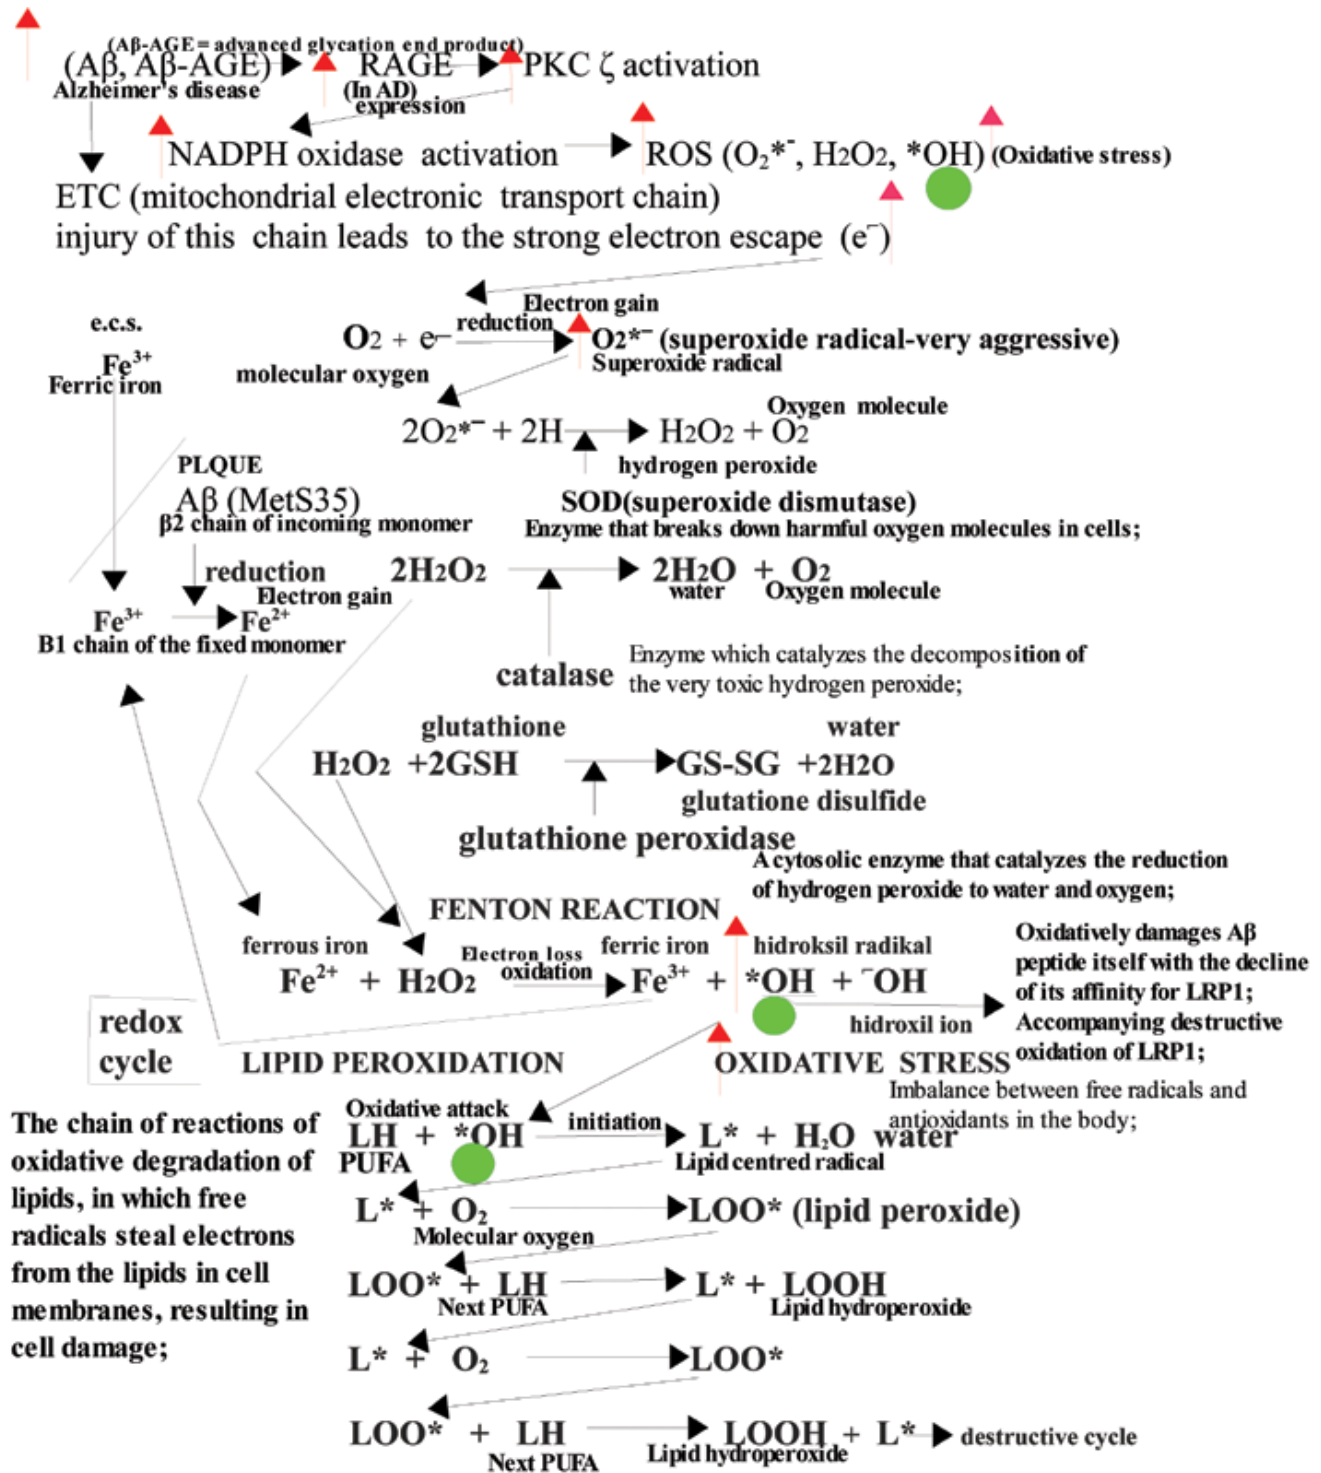 (Aβ-AGE = advanced glycation end product)
(Aβ, Aβ-AGE) RAGE PKC ζ activation
Alzheimer's disease (In AD)
expression
NADPH oxidase activation ROS (O₂*⁻, H2O2, *OH) (Oxidative stress)
ETC (mitochondrial electronic transport chain)
injury of this chain leads to the strong electron escape (e⁻)
Electron gain
e.c.s.
reduction
O2 + e⁻ O2*⁻ (superoxide radical-very aggressive)
Fe³⁺
Superoxide radical
Ferric iron
molecular oxygen
Oxygen molecule
2O2*⁻ + 2H H2O2 + O2
PLQUE
hydrogen peroxide
Aβ (MetS35)
SOD(superoxide dismutase)
β2 chain of incoming monomer
Enzyme that breaks down harmful oxygen molecules in cells;
reduction
2H2O2 2H2O + O2
Electron gain
water Oxygen molecule
Fe³⁺ Fe²⁺
B1 chain of the fixed monomer
Enzyme which catalyzes the decomposition of
catalase
the very toxic hydrogen peroxide;
glutathione water
H2O2 +2GSH GS-SG +2H2O
glutatione disulfide
glutathione peroxidase
A cytosolic enzyme that catalyzes the reduction
of hydrogen peroxide to water and oxygen;
FENTON REACTION
ferrous iron Electron loss ferric iron hidroksil radikal
oxidation
Fe²⁺ + H2O2 Fe³⁺ + *OH + ⁻OH
hidroxil ion
Oxidatively damages Aβ
peptide itself with the decline
of its affinity for LRP1;
Accompanying destructive
oxidation of LRP1;
redox
cycle
LIPID PEROXIDATION OXIDATIVE STRESS
Imbalance between free radicals and
antioxidants in the body;
The chain of reactions of
oxidative degradation of
lipids, in which free
radicals steal electrons
from the lipids in cell
membranes, resulting in
cell damage;
Oxidative attack
initiation
LH + *OH L* + H₂O water
PUFA Lipid centred radical
L* + O₂ LOO* (lipid peroxide)
Molecular oxygen
LOO* + LH L* + LOOH
Next PUFA Lipid hydroperoxide
L* + O₂ LOO*
LOO* + LH LOOH + L* destructive cycle
Next PUFA Lipid hydroperoxide